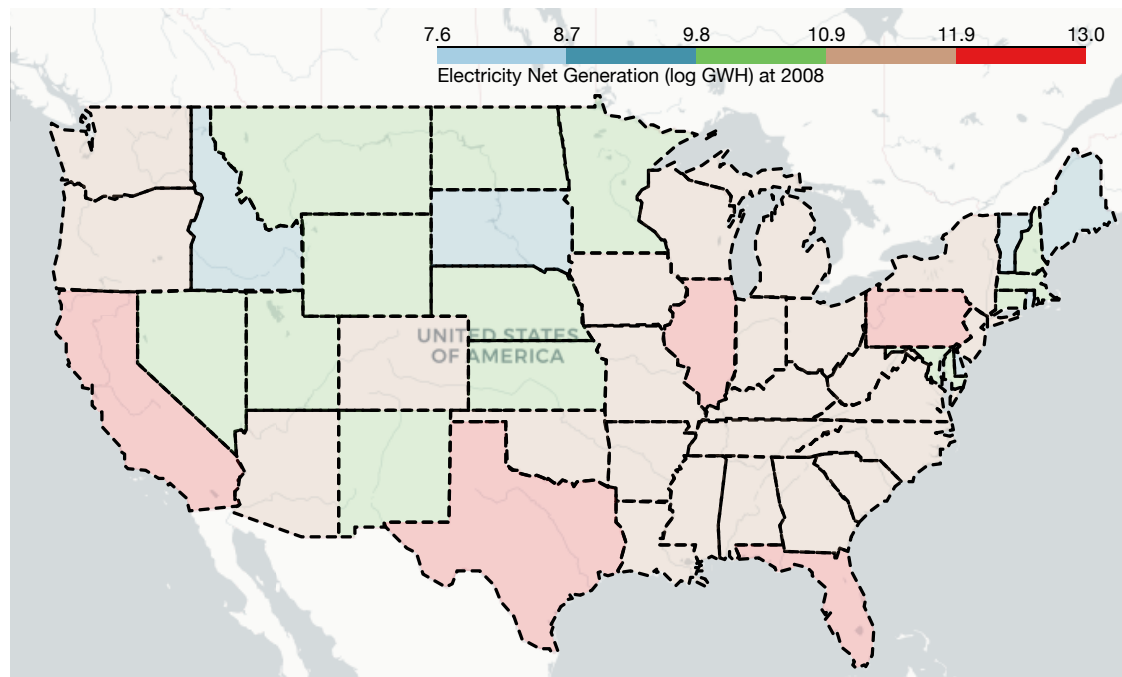 7.6 8.7 9.8 10.9 11.9 13.0
Electricity Net Generation (log GWH) at 2008
UNITED STATES
OF AMERICA